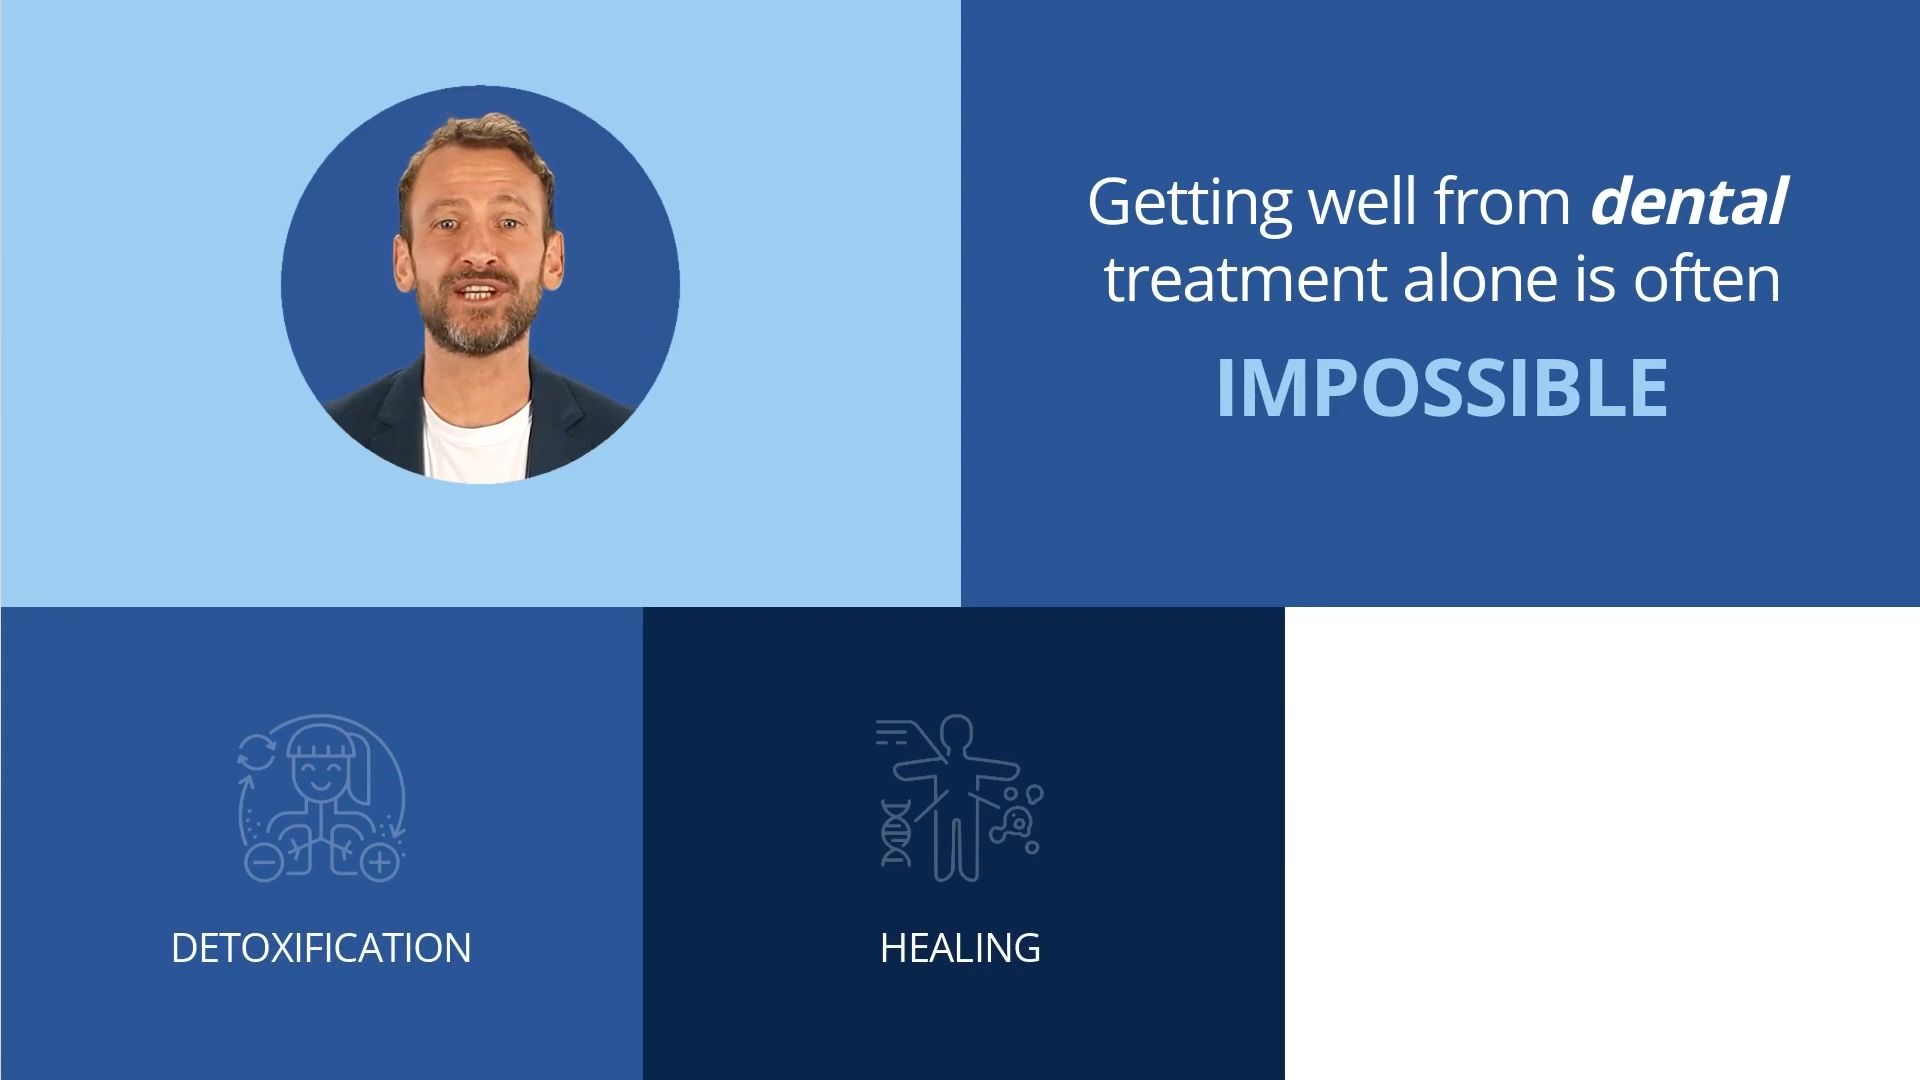 Getting well from dental
treatment alone is often
IMPOSSIBLE
DETOXIFICATION
HEALING